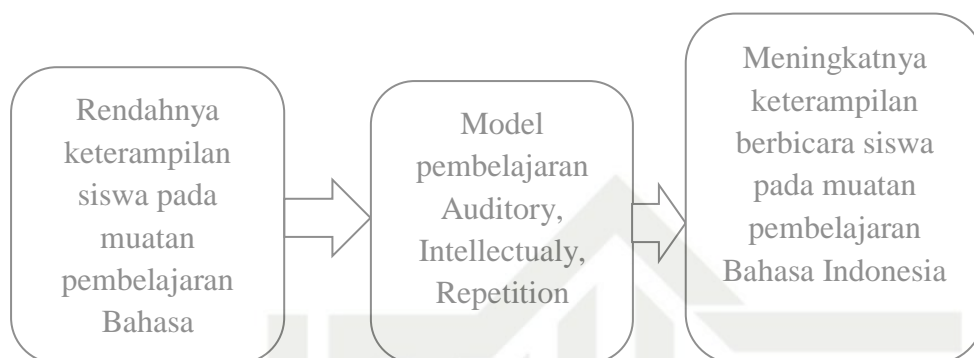 Rendahnya
keterampilan
siswa pada
muatan
pembelajaran
Bahasa
Model
pembelajaran
Auditory,
Intellectualy,
Repetition
Meningkatnya
keterampilan
berbicara siswa
pada muatan
pembelajaran
Bahasa Indonesia